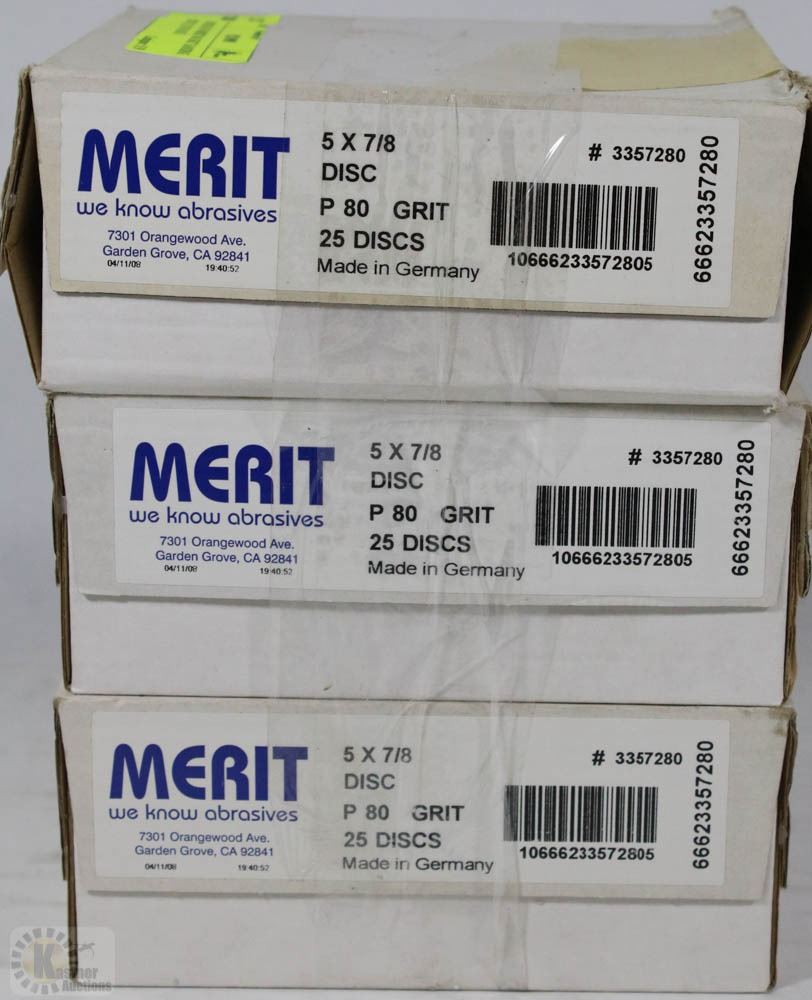 MERIT
we know abrasives
7301 Orangewood Ave.
Garden Grove, CA 92841
04/11/08 19:40:52
5 X 7/8
DISC
P 80 GRIT
25 DISCS
Made in Germany
# 3357280
10666233572805
66623357280
MERIT
we know abrasives
7301 Orangewood Ave.
Garden Grove, CA 92841
04/11/08 19:40:52
5 X 7/8
DISC
P 80 GRIT
25 DISCS
Made in Germany
# 3357280
10666233572805
66623357280
MERIT
we know abrasives
7301 Orangewood Ave.
Garden Grove, CA 92841
04/11/08 19:40:52
5 X 7/8
DISC
P 80 GRIT
25 DISCS
Made in Germany
# 3357280
10666233572805
66623357280
Kastner
Auctions